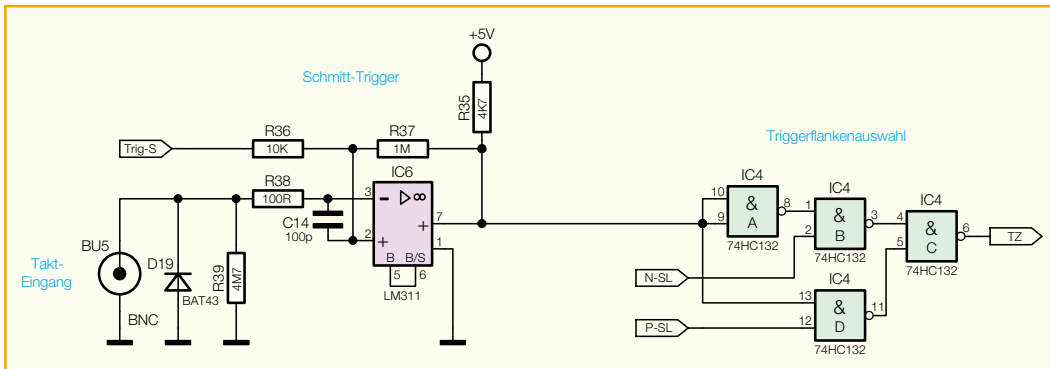 +5V
Schmitt-Trigger
R35
4K7
Triggerflankenauswahl
Trig-S
R36
10K
R37
1M
IC6
R38
100R
C14
100p
3
-
∞
2
+
+
7
1
B
B/S
5
6
LM311
Takt-
Eingang
BU5
BNC
D19
BAT43
R39
4M7
IC4
10
9
&
A
8
74HC132
IC4
1
2
&
B
3
74HC132
IC4
4
5
&
C
6
74HC132
TZ
N-SL
P-SL
IC4
13
12
&
D
11
74HC132